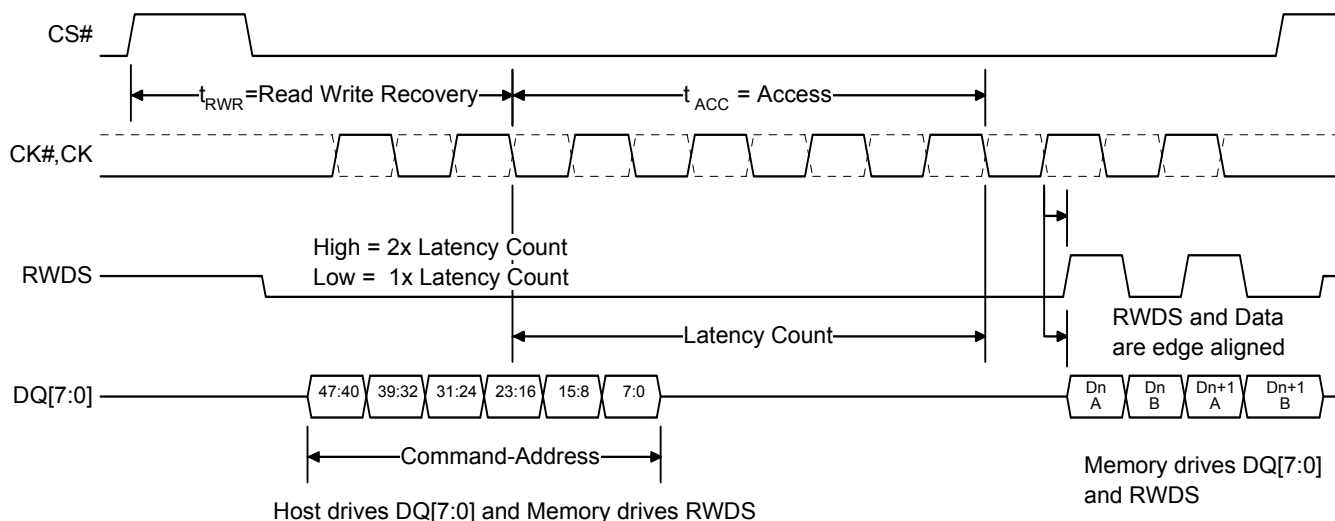 CS#
tRWR=Read Write Recovery
tACC = Access
CK#,CK
High = 2x Latency Count
Low = 1x Latency Count
RWDS
Latency Count
RWDS and Data
are edge aligned
DQ[7:0]
47:40 39:32 31:24 23:16 15:8 7:0
Dn A
Dn B
Dn+1 A
Dn+1 B
Command-Address
Memory drives DQ[7:0]
and RWDS
Host drives DQ[7:0] and Memory drives RWDS